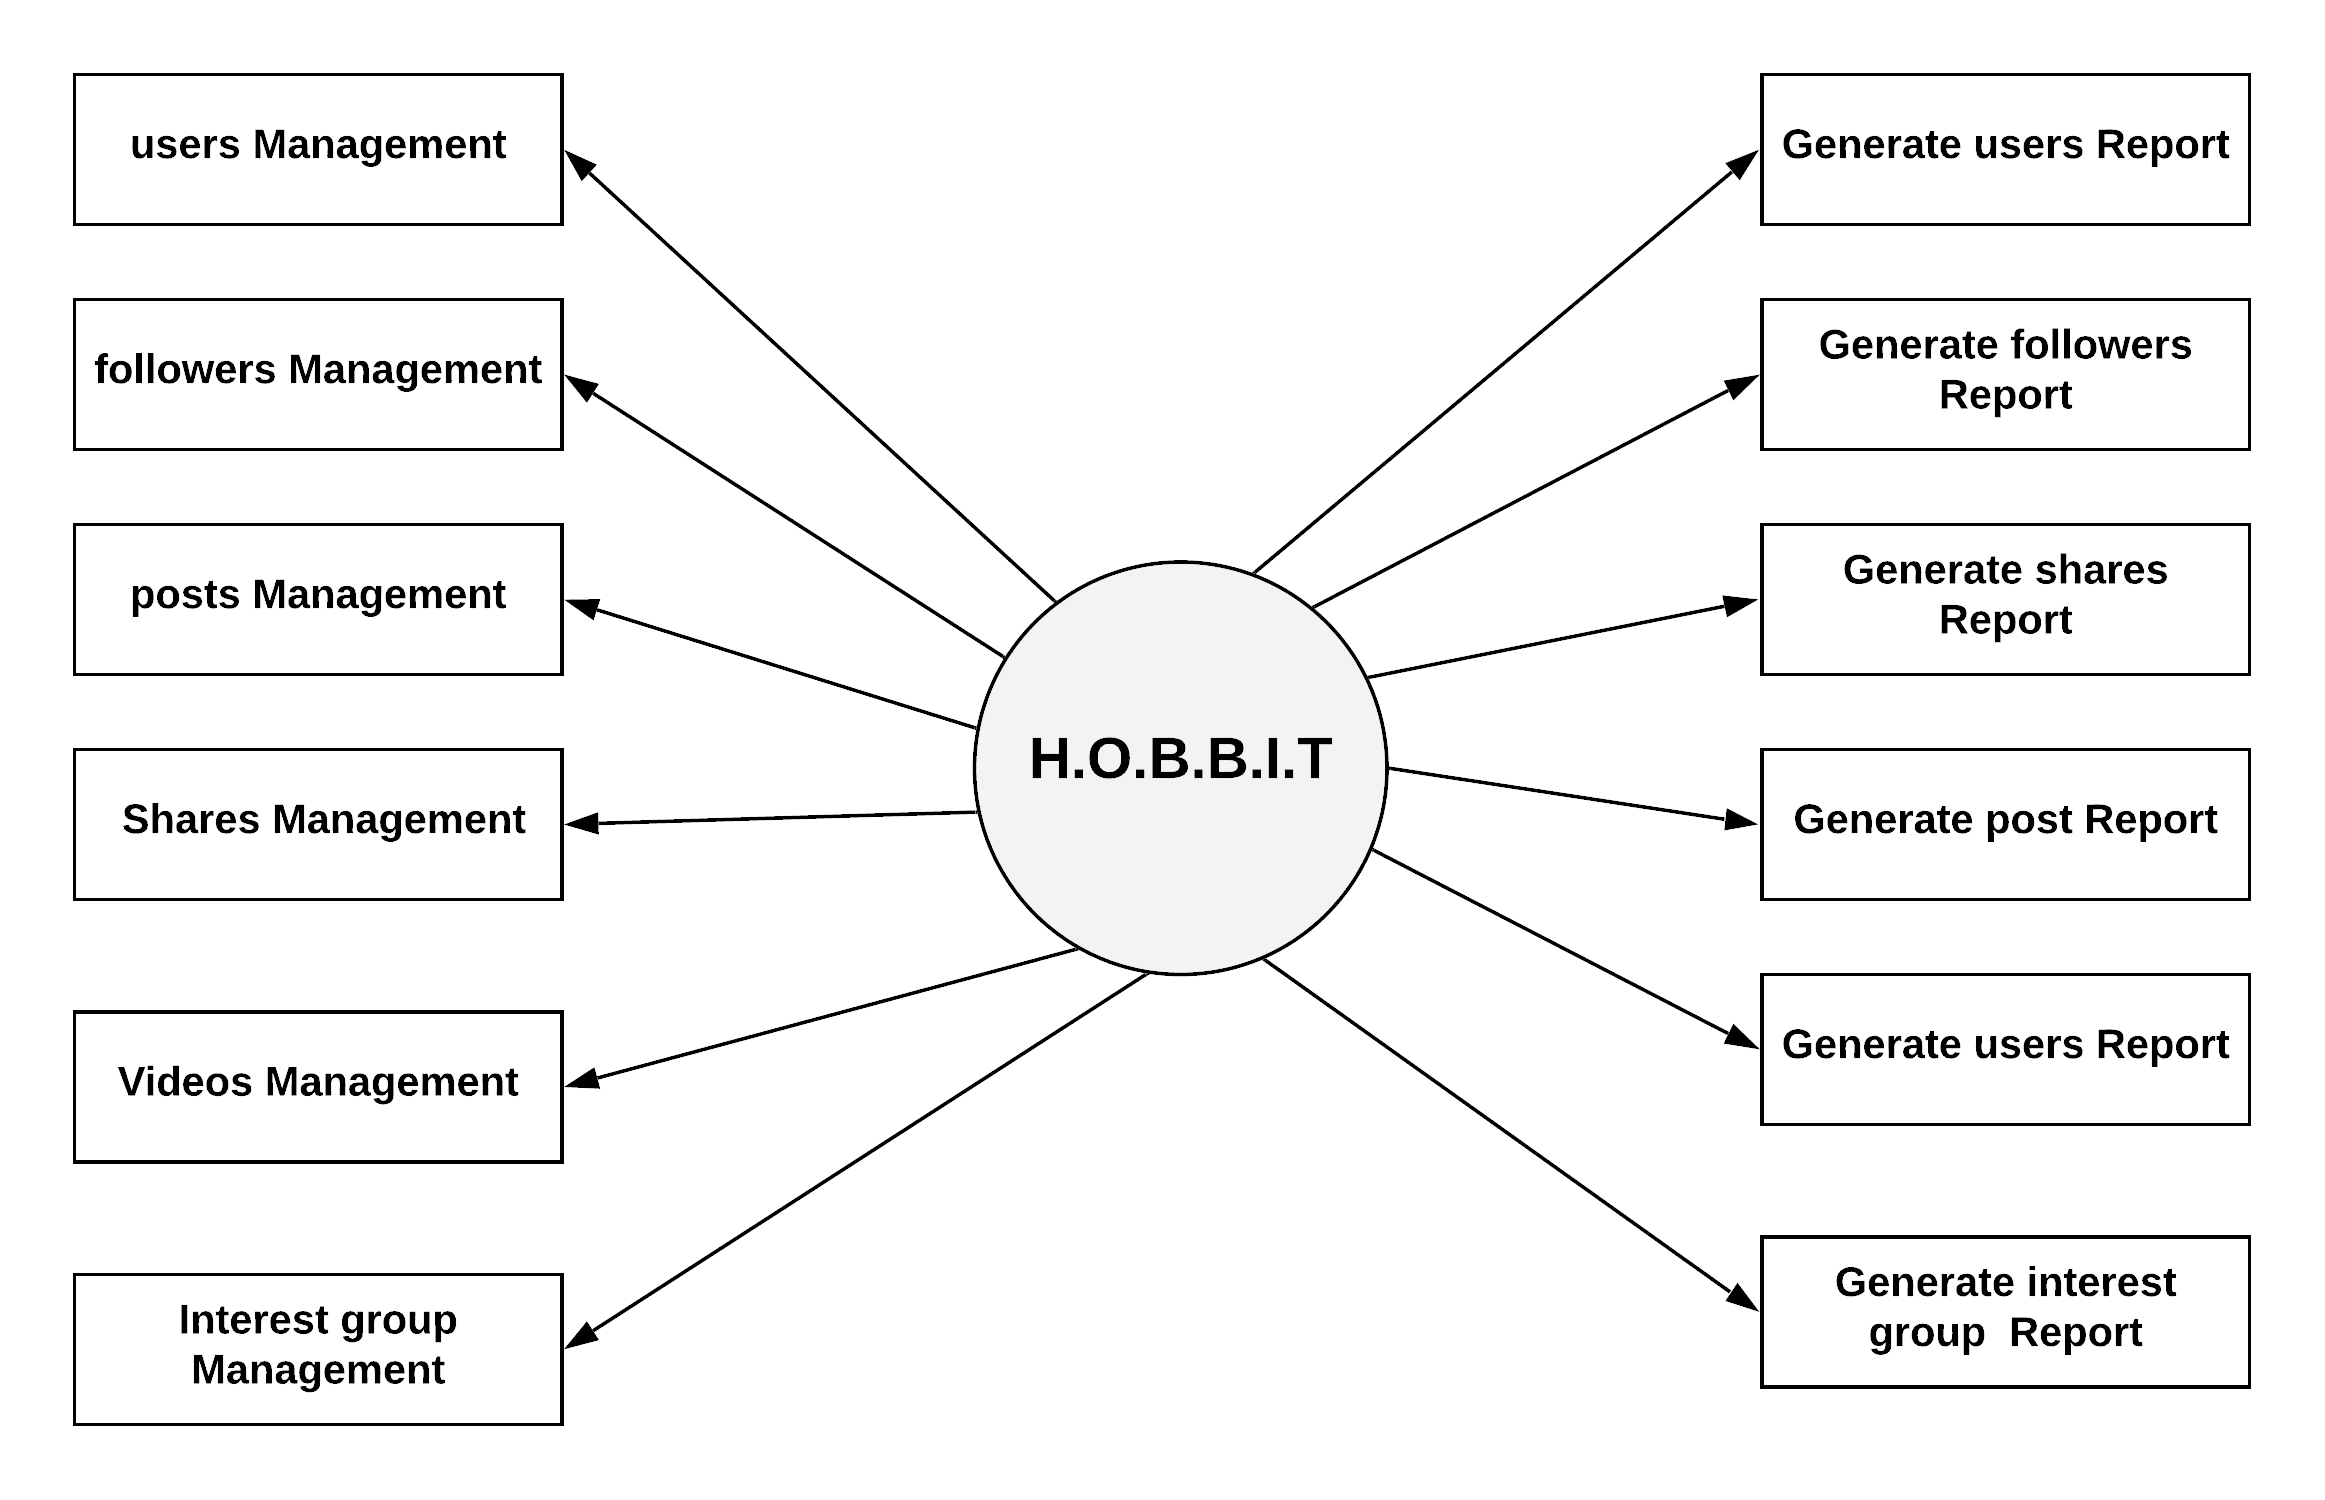 users Management
followers Management
posts Management
Shares Management
Videos Management
Interest group
Management
H.O.B.B.I.T
Generate users Report
Generate followers
Report
Generate shares
Report
Generate post Report
Generate users Report
Generate interest
group  Report